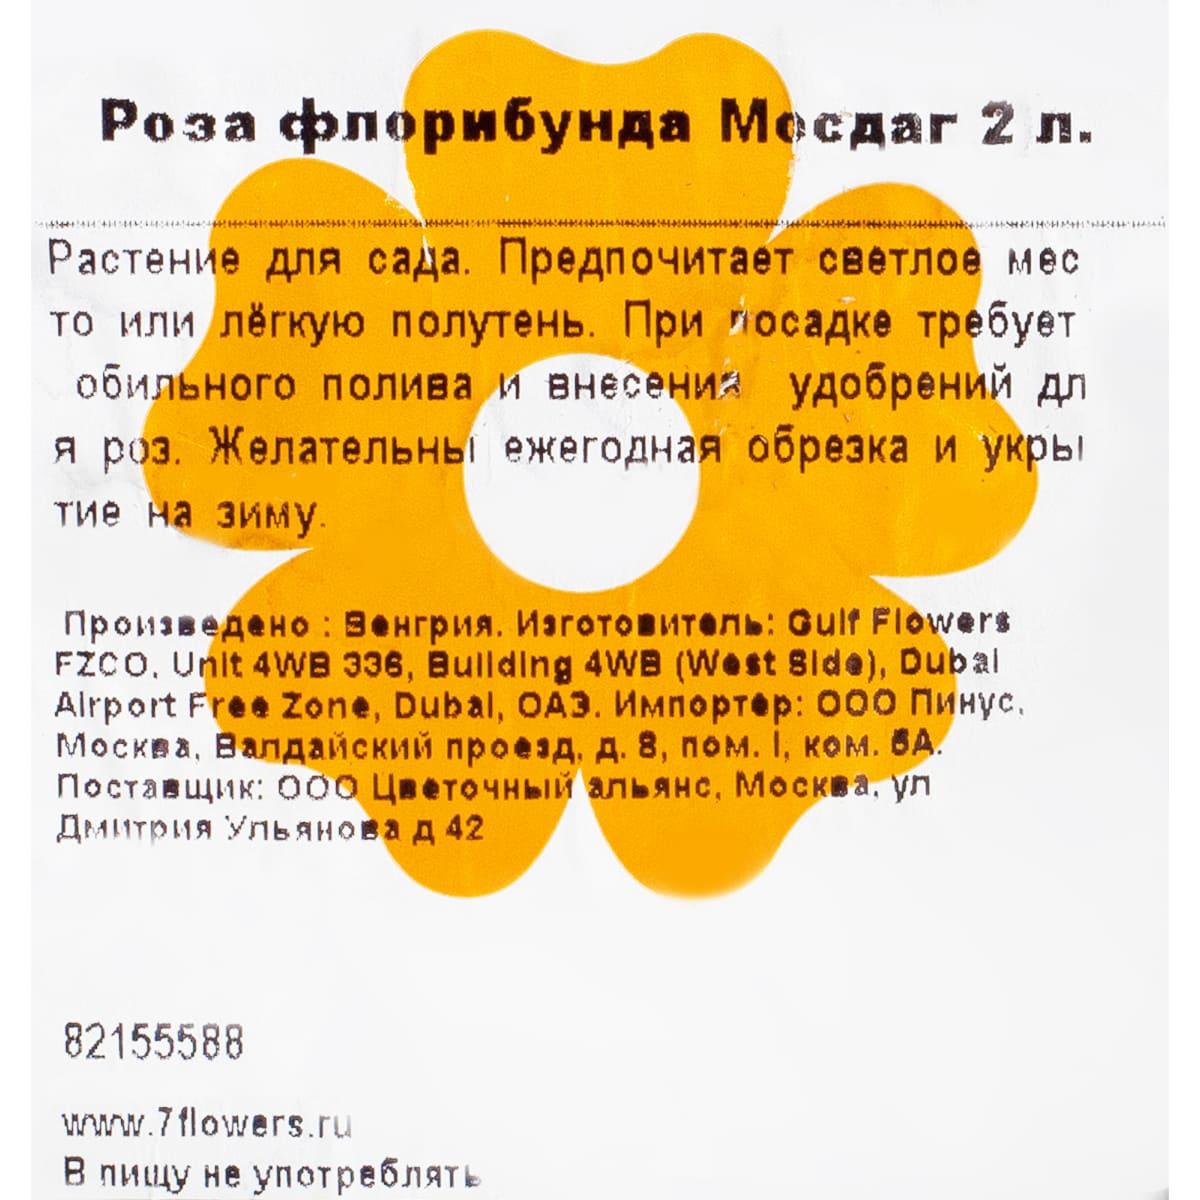 Роза флорибунда Мосдаг 2 л.
Растение для сада. Предпочитает светлое мес
то или лёгкую полутень. При посадке требует
обильного полива и внесения удобрений дл
я роз. Желательны ежегодная обрезка и укры
тие на зиму.
Произведено : Венгрия. Изготовитель: Gulf Flowers
FZCO, Unit 4WB 336, Building 4WB (West Side), Dubai
Airport Free Zone, Dubai, ОАЭ. Импортер: ООО Пинус,
Москва, Валдайский проезд, д. 8, пом. I, ком. 5А.
Поставщик: ООО Цветочный альянс, Москва, ул
Дмитрия Ульянова д 42
82155588
www.7flowers.ru
В пищу не употреблять